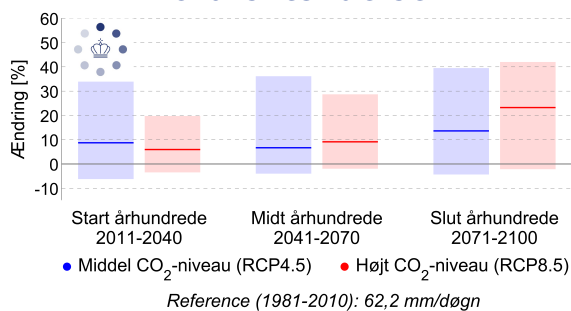 60
50
40
30
20
10
0
-10
Ændring [%]
Start århundrede Midt århundrede Slut århundrede
2011-2040 2041-2070 2071-2100
Middel CO2-niveau (RCP4.5) Højt CO2-niveau (RCP8.5)
Reference (1981-2010): 62,2 mm/døgn